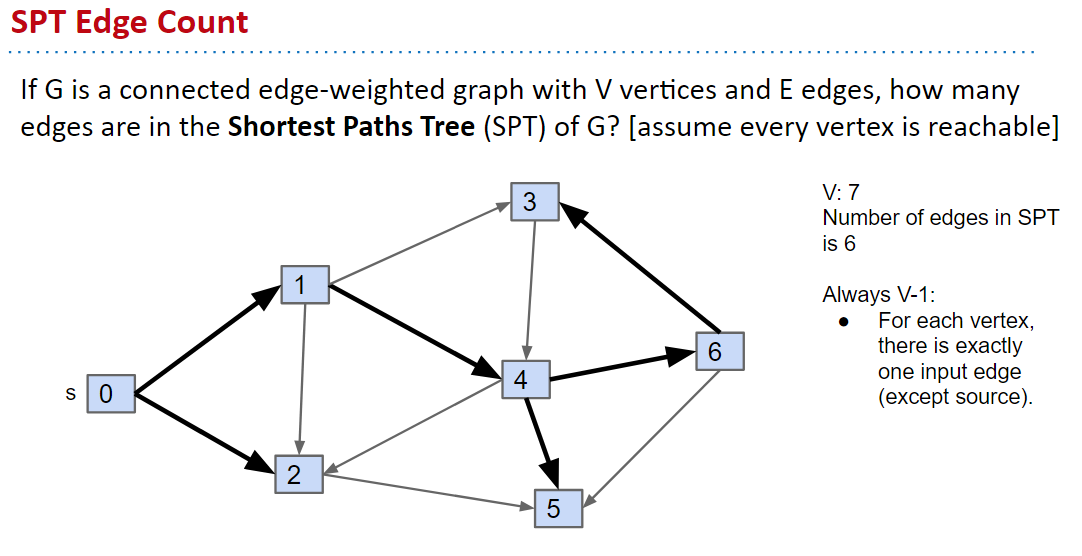 SPT Edge Count
If G is a connected edge-weighted graph with V vertices and E edges, how many
edges are in the Shortest Paths Tree (SPT) of G? [assume every vertex is reachable]
3
V: 7
Number of edges in SPT
is 6
1
Always V-1:
● For each vertex,
there is exactly
one input edge
(except source).
6
4
s 0
2
5